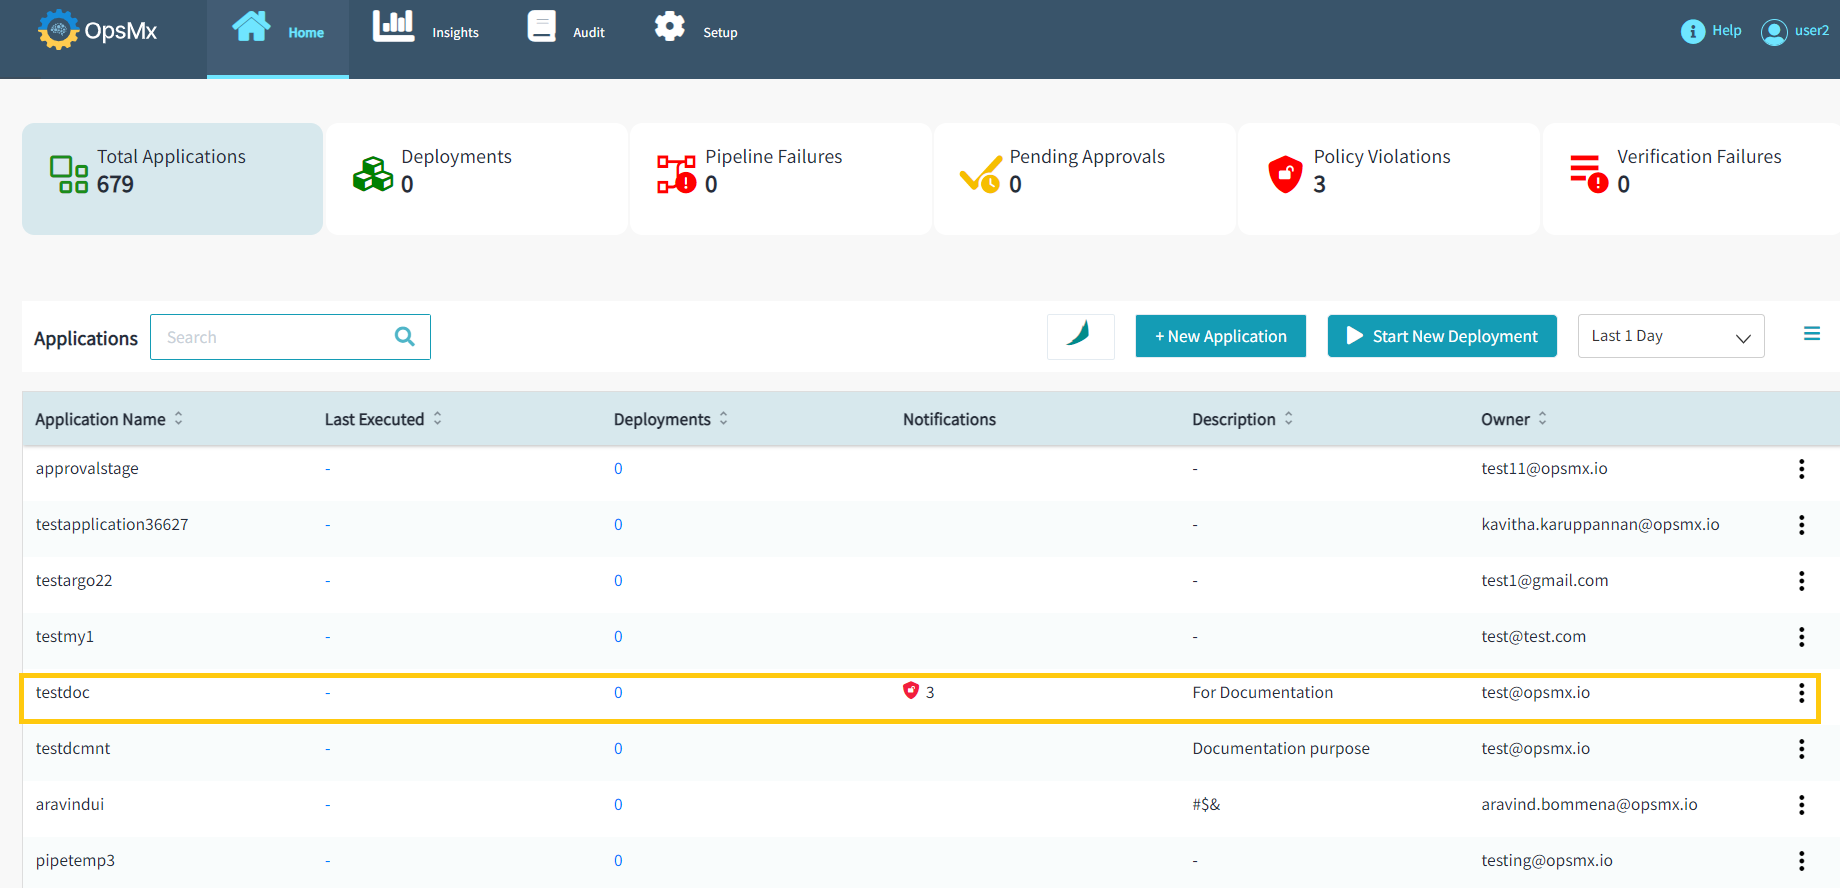 OpsMx Home Insights Audit Setup Help user2
Total Applications
679
Deployments
0
Pipeline Failures
0
Pending Approvals
0
Policy Violations
3
Verification Failures
0
Applications Search + New Application Start New Deployment Last 1 Day
Application Name Last Executed Deployments Notifications Description Owner
approvalstage - 0 - test11@opsmx.io
testapplication36627 - 0 - kavitha.karuppannan@opsmx.io
testargo22 - 0 - test1@gmail.com
testmy1 - 0 - test@test.com
testdoc - 0 3 For Documentation test@opsmx.io
testdcmnt - 0 Documentation purpose test@opsmx.io
aravindui - 0 #$& aravind.bommena@opsmx.io
pipetemp3 - 0 - testing@opsmx.io